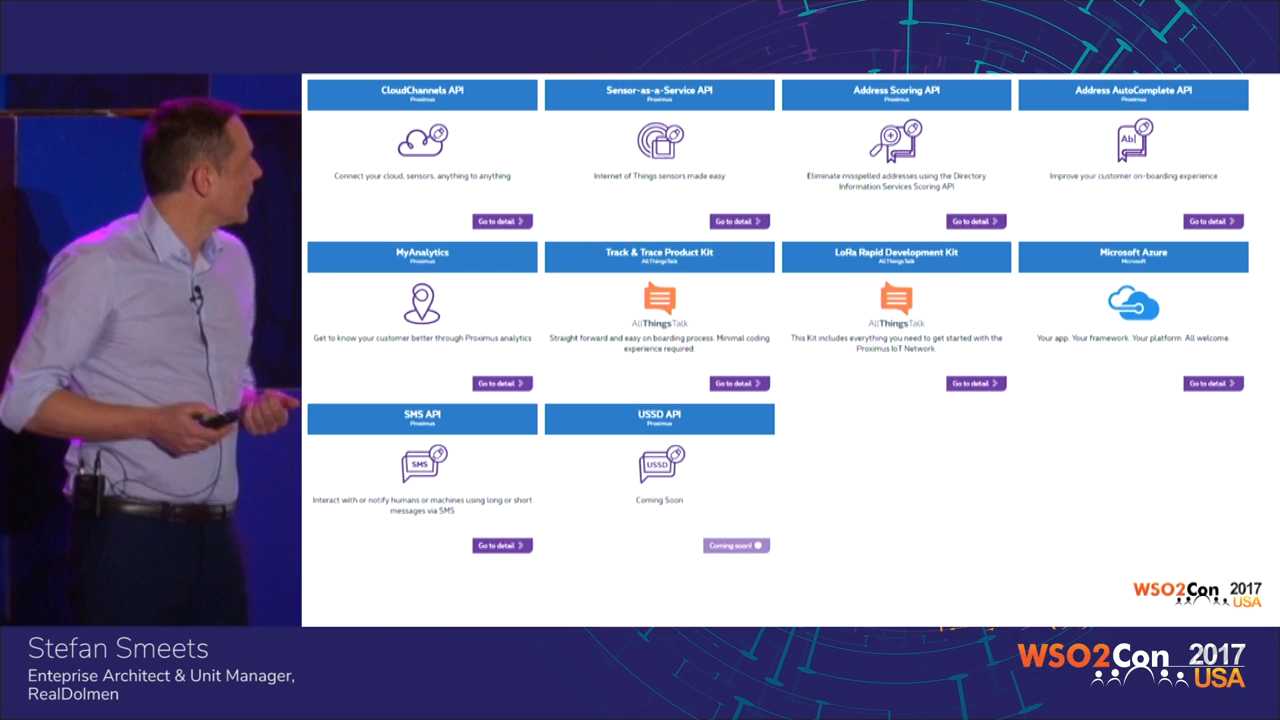 CloudChannels API
Proximus
Connect your cloud, sensors, anything to anything
Go to detail
Sensor-as-a-Service API
Proximus
Internet of Things sensors made easy
Go to detail
Address Scoring API
Proximus
Eliminate misspelled addresses using the Directory
Information Services Scoring API
Go to detail
Address AutoComplete API
Proximus
Ab|
Improve your customer on-boarding experience
Go to detail
MyAnalytics
Proximus
Get to know your customer better through Proximus analytics
Go to detail
Track & Trace Product Kit
AllThingsTalk
AllThingsTalk
Straight forward and easy on boarding process. Minimal coding
experience required.
Go to detail
LoRa Rapid Development Kit
AllThingsTalk
AllThingsTalk
This Kit includes everything you need to get started with the
Proximus IoT Network.
Go to detail
Microsoft Azure
Microsoft
Your app. Your framework. Your platform. All welcome
Go to detail
SMS API
Proximus
SMS
Interact with or notify humans or machines using long or short
messages via SMS
Go to detail
USSD API
Proximus
USSD
Coming Soon
Coming soon!
WSO2Con 2017
USA
Stefan Smeets
Enteprise Architect & Unit Manager,
RealDolmen
WSO2Con 2017
USA